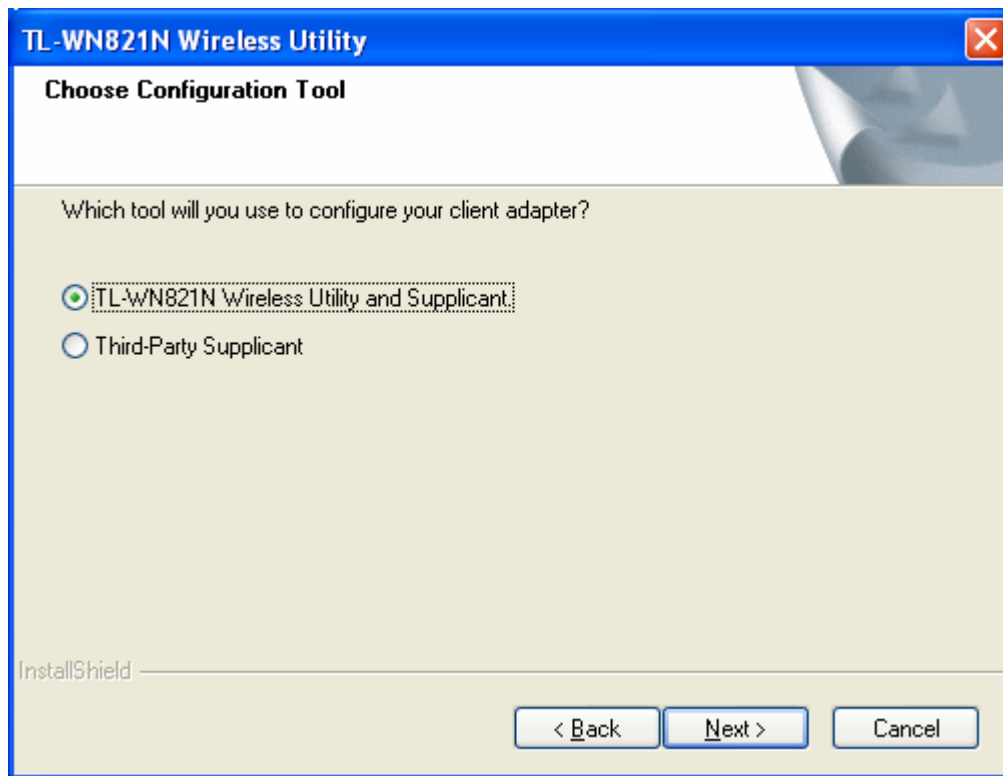 TL-WN821N Wireless Utility
Choose Configuration Tool
Which tool will you use to configure your client adapter?
TL-WN821N Wireless Utility and Supplicant.
Third-Party Supplicant
InstallShield
< Back Next > Cancel